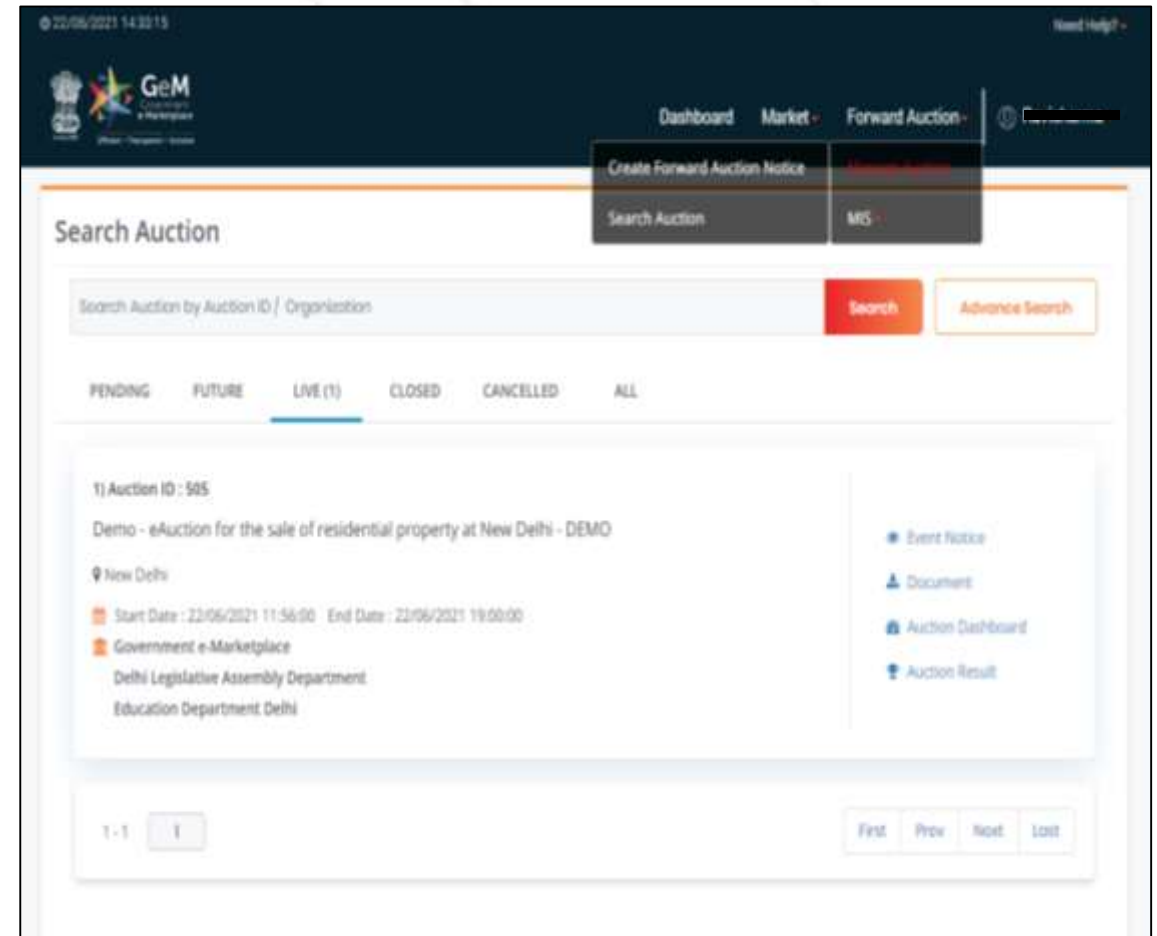 22/06/2021 14:33:15
Need Help?
GeM
Government
e-Marketplace
Dashboard Market Forward Auction
Create Forward Auction Notice
Search Auction MIS
Search Auction
Search Auction by Auction ID / Organization
Search Advance Search
PENDING FUTURE LIVE (1) CLOSED CANCELLED ALL
1) Auction ID : 505
Demo - eAuction for the sale of residential property at New Delhi - DEMO
New Delhi
Start Date : 22/06/2021 11:56:00 End Date : 22/06/2021 19:00:00
Government e-Marketplace
Delhi Legislative Assembly Department
Education Department Delhi
Event Notice
Document
Auction Dashboard
Auction Result
1-1 1
First Prev Next Last